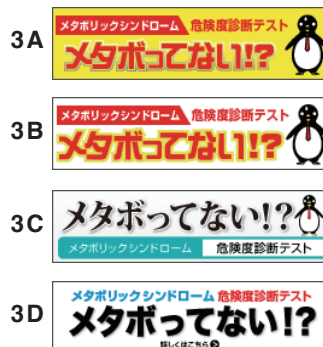 3A
メタボリックシンドローム 危険度診断テスト
メタボってない!?
3B
メタボリックシンドローム 危険度診断テスト
メタボってない!?
3C
メタボってない!?
メタボリックシンドローム 危険度診断テスト
3D
メタボリックシンドローム 危険度診断テスト
メタボってない!?
詳しくはこちら